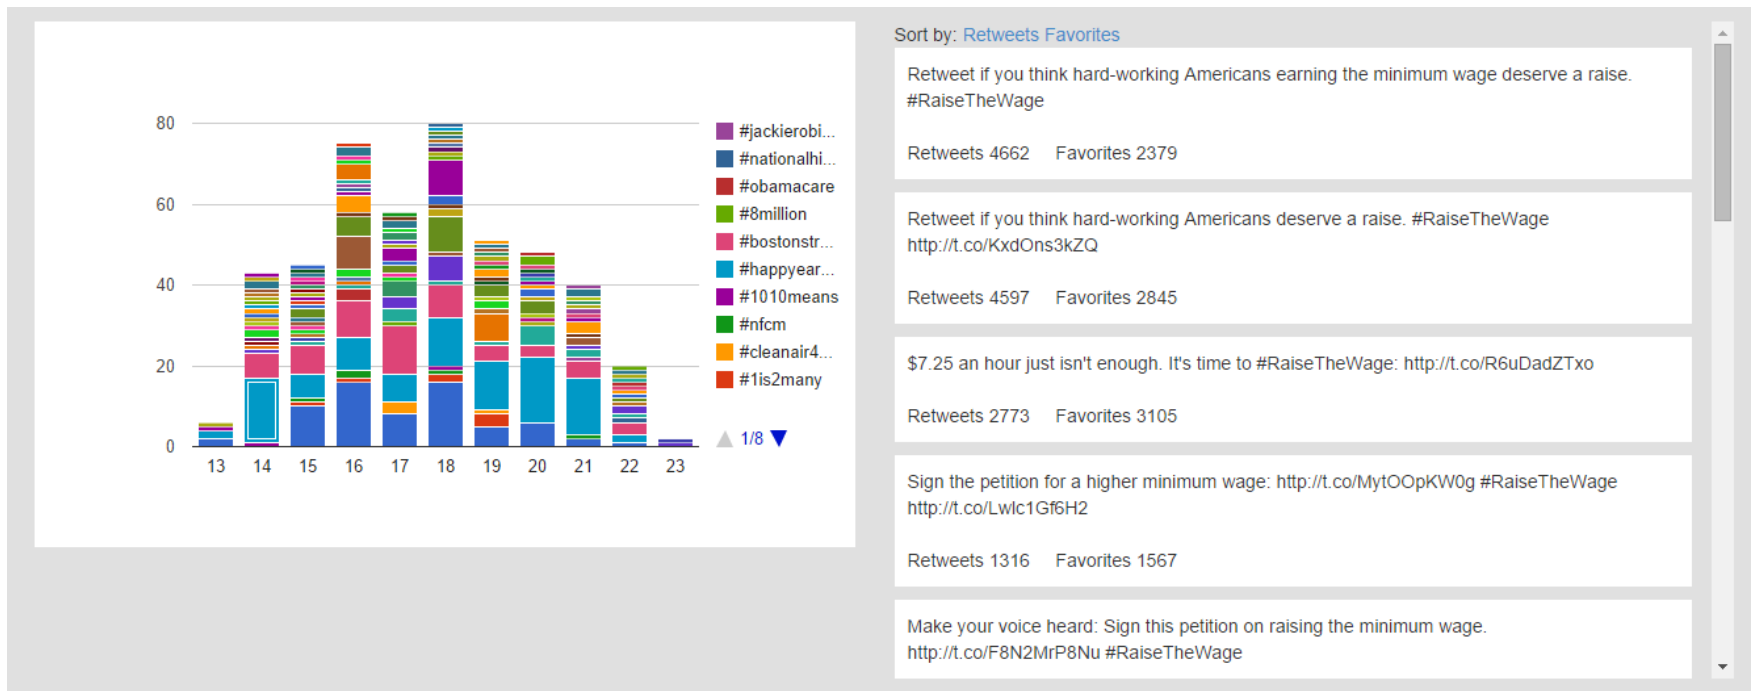 80
60
40
20
0
13 14 15 16 17 18 19 20 21 22 23
#jackierobi...
#nationalhi...
#obamacare
#8million
#bostonstr...
#happyear...
#1010means
#nfcm
#cleanair4...
#1is2many
1/8
Sort by: Retweets Favorites
Retweet if you think hard-working Americans earning the minimum wage deserve a raise.
#RaiseTheWage
Retweets 4662 Favorites 2379
Retweet if you think hard-working Americans deserve a raise. #RaiseTheWage
http://t.co/KxdOns3kZQ
Retweets 4597 Favorites 2845
$7.25 an hour just isn't enough. It's time to #RaiseTheWage: http://t.co/R6uDadZTxo
Retweets 2773 Favorites 3105
Sign the petition for a higher minimum wage: http://t.co/MytOOpKW0g #RaiseTheWage
http://t.co/Lwlc1Gf6H2
Retweets 1316 Favorites 1567
Make your voice heard: Sign this petition on raising the minimum wage.
http://t.co/F8N2MrP8Nu #RaiseTheWage